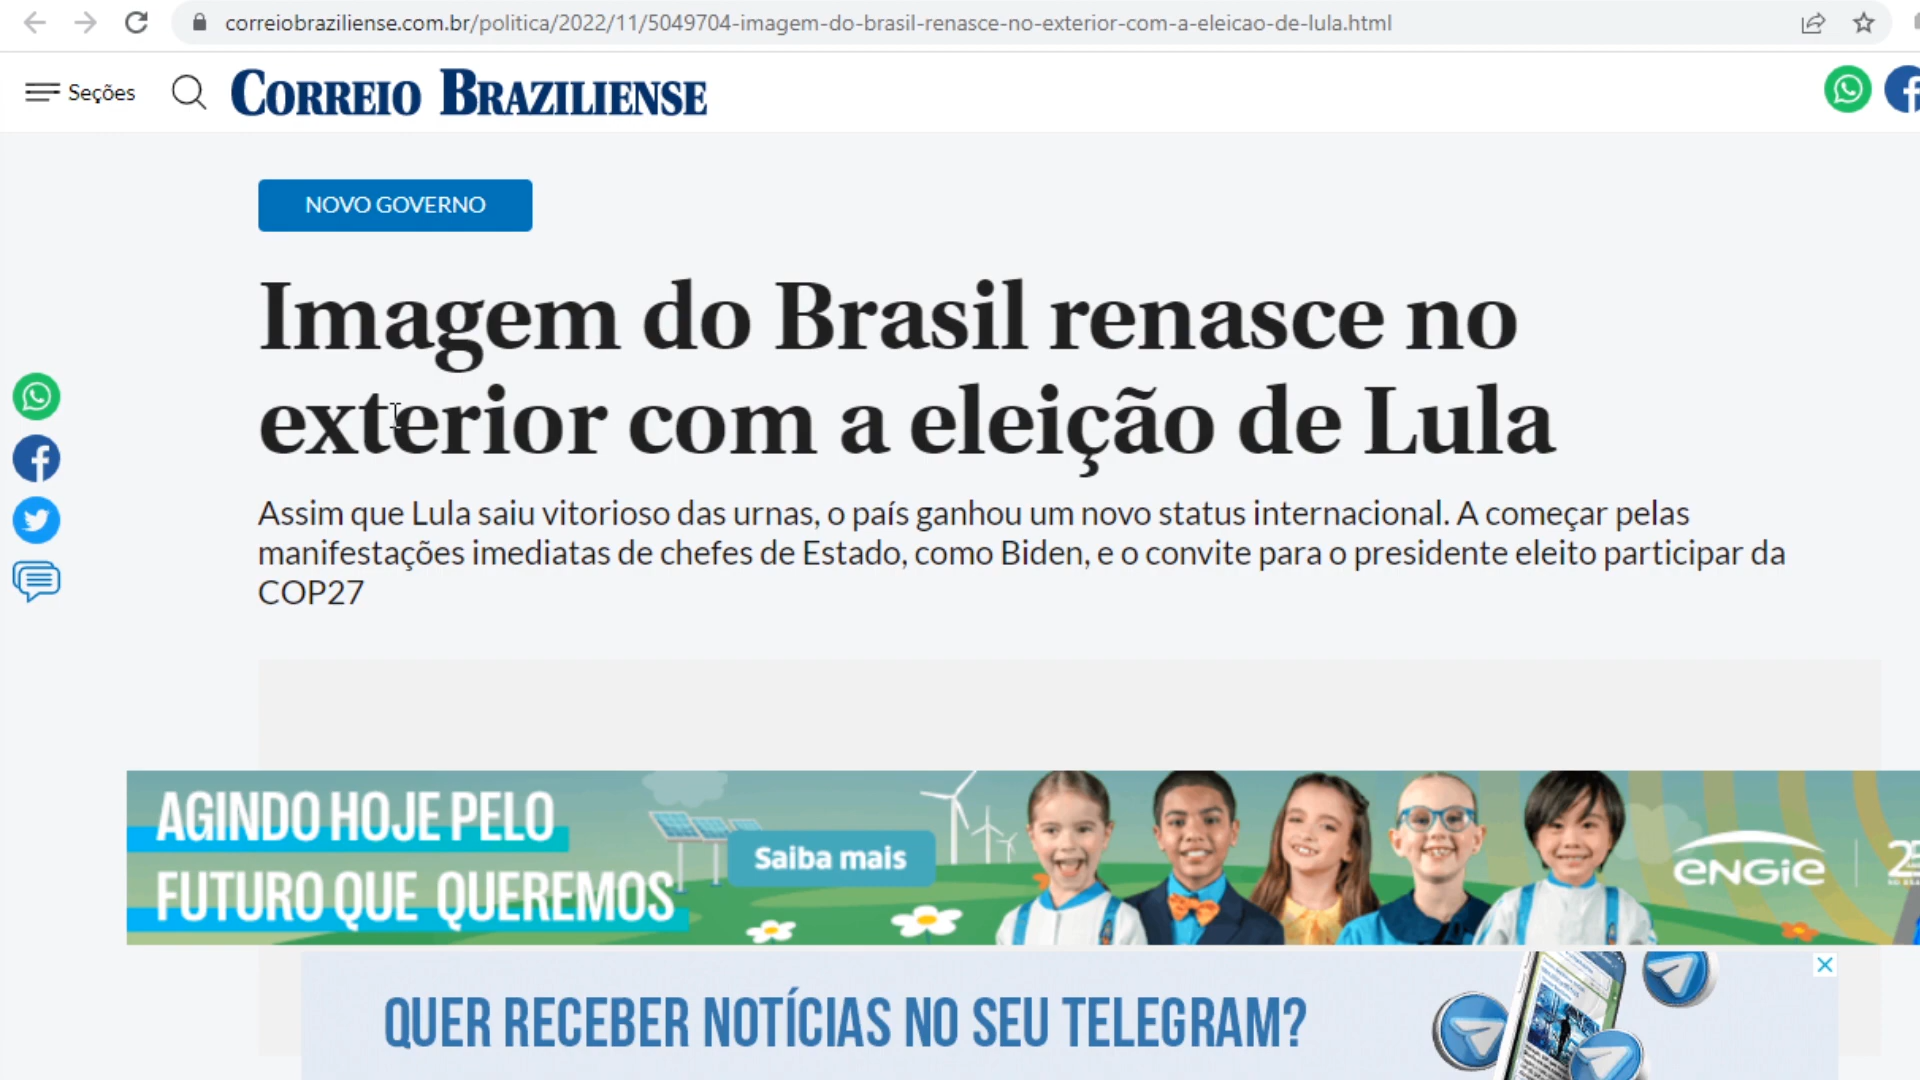 correiobraziliense.com.br/politica/2022/11/5049704-imagem-do-brasil-renasce-no-exterior-com-a-eleicao-de-lula.html
Seções
CORREIO BRAZILIENSE
NOVO GOVERNO
Imagem do Brasil renasce no
exterior com a eleição de Lula
Assim que Lula saiu vitorioso das urnas, o país ganhou um novo status internacional. A começar pelas
manifestações imediatas de chefes de Estado, como Biden, e o convite para o presidente eleito participar da
COP27
AGINDO HOJE PELO
FUTURO QUE QUEREMOS
Saiba mais
ENGIE
QUER RECEBER NOTÍCIAS NO SEU TELEGRAM?